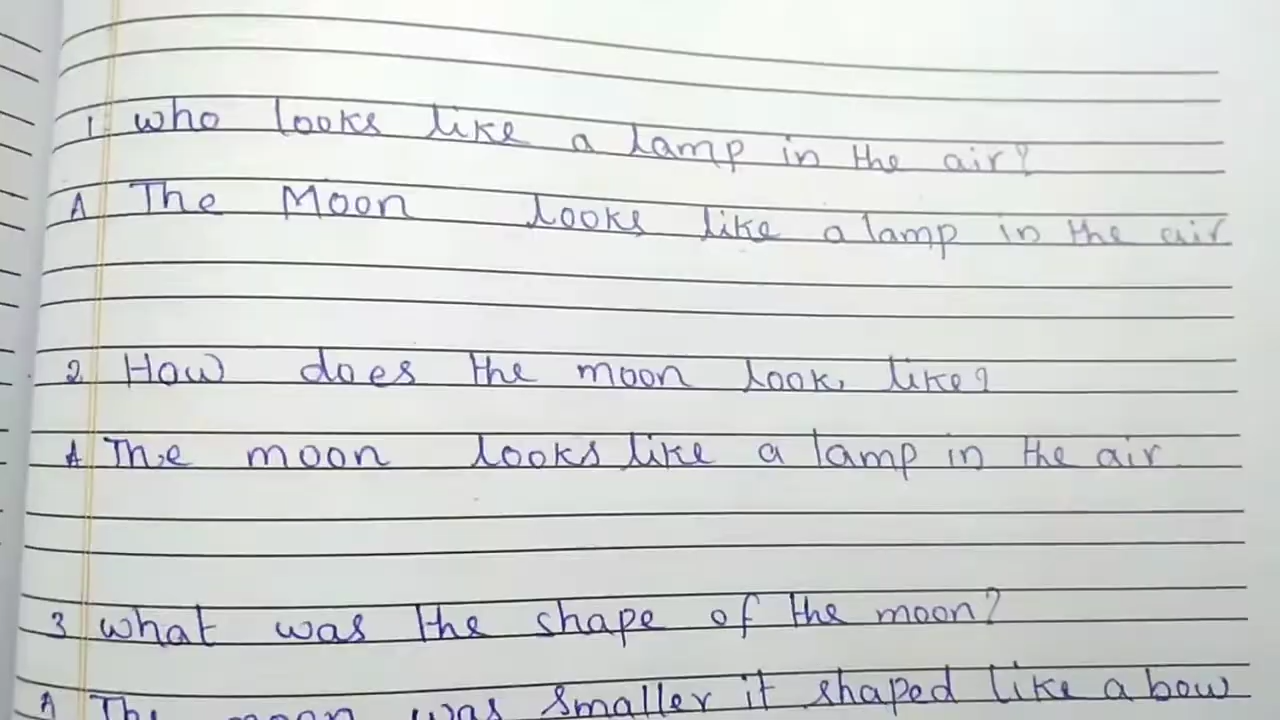 1 who looks like a lamp in the air?
A The Moon looks like a lamp in the air
2 How does the moon look like?
A The moon looks like a lamp in the air
3 what was the shape of the moon?
A The moon was smaller it shaped like a bow